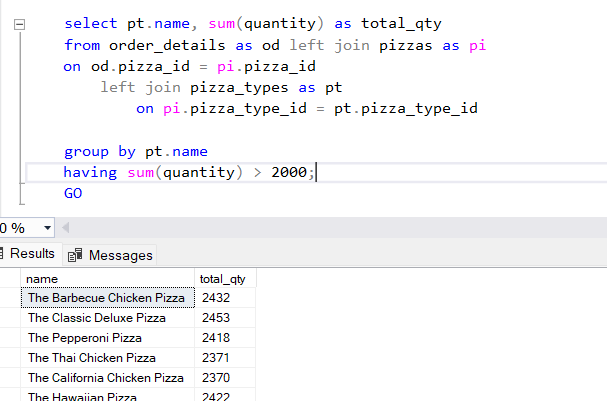 select pt.name, sum(quantity) as total_qty
from order_details as od left join pizzas as pi
on od.pizza_id = pi.pizza_id
left join pizza_types as pt
on pi.pizza_type_id = pt.pizza_type_id
group by pt.name
having sum(quantity) > 2000;
GO
0 %
Results Messages
name total_qty
The Barbecue Chicken Pizza 2432
The Classic Deluxe Pizza 2453
The Pepperoni Pizza 2418
The Thai Chicken Pizza 2371
The California Chicken Pizza 2370
The Hawaiian Pizza 2422